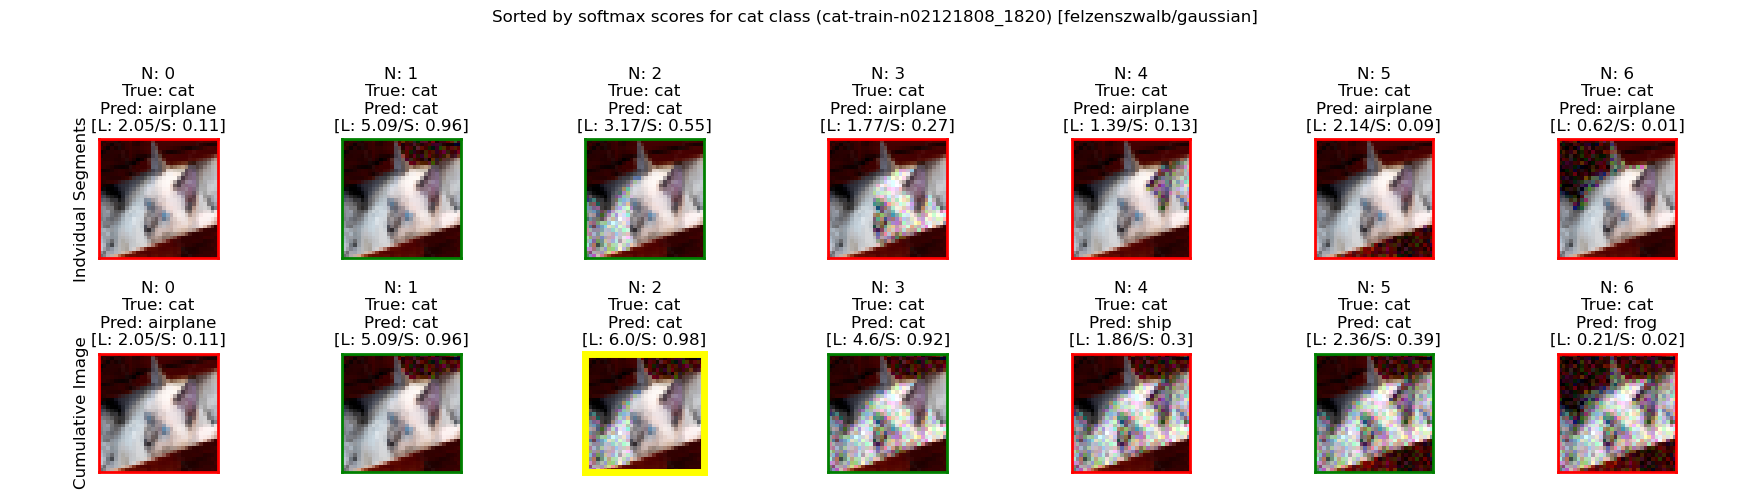 Sorted by softmax scores for cat class (cat-train-n02121808_1820) [felzenszwalb/gaussian]
Indvidual Segments
N: 0
True: cat
Pred: airplane
[L: 2.05/S: 0.11]
N: 1
True: cat
Pred: cat
[L: 5.09/S: 0.96]
N: 2
True: cat
Pred: cat
[L: 3.17/S: 0.55]
N: 3
True: cat
Pred: airplane
[L: 1.77/S: 0.27]
N: 4
True: cat
Pred: airplane
[L: 1.39/S: 0.13]
N: 5
True: cat
Pred: airplane
[L: 2.14/S: 0.09]
N: 6
True: cat
Pred: airplane
[L: 0.62/S: 0.01]
Cumulative Image
N: 0
True: cat
Pred: airplane
[L: 2.05/S: 0.11]
N: 1
True: cat
Pred: cat
[L: 5.09/S: 0.96]
N: 2
True: cat
Pred: cat
[L: 6.0/S: 0.98]
N: 3
True: cat
Pred: cat
[L: 4.6/S: 0.92]
N: 4
True: cat
Pred: ship
[L: 1.86/S: 0.3]
N: 5
True: cat
Pred: cat
[L: 2.36/S: 0.39]
N: 6
True: cat
Pred: frog
[L: 0.21/S: 0.02]